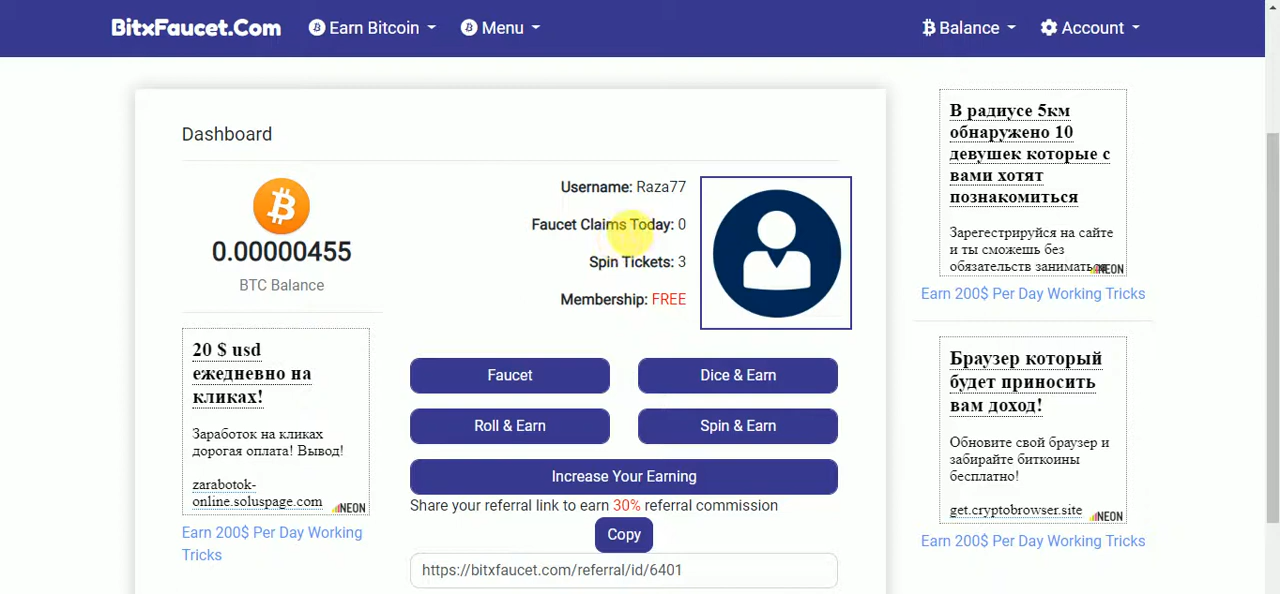 BitxFaucet.Com
Earn Bitcoin
Menu
Balance
Account
Dashboard
0.00000455
BTC Balance
Username: Raza77
Faucet Claims Today: 0
Spin Tickets: 3
Membership: FREE
20 $ usd
ежедневно на
кликах!
Заработок на кликах
дорогая оплата! Вывод!
zarabotok-
online.soluspage.com
NEON
Earn 200$ Per Day Working
Tricks
Faucet
Dice & Earn
Roll & Earn
Spin & Earn
Increase Your Earning
Share your referral link to earn 30% referral commission
Copy
https://bitxfaucet.com/referral/id/6401
В радиусе 5км
обнаружено 10
девушек которые с
вами хотят
познакомиться
Зарегестрируйся на сайте
и ты сможешь без
обязательств
NEON
Earn 200$ Per Day Working Tricks
Браузер который
будет приносить
вам доход!
Обновите свой браузер и
забирайте биткоины
бесплатно!
get.cryptobrowser.site
NEON
Earn 200$ Per Day Working Tricks